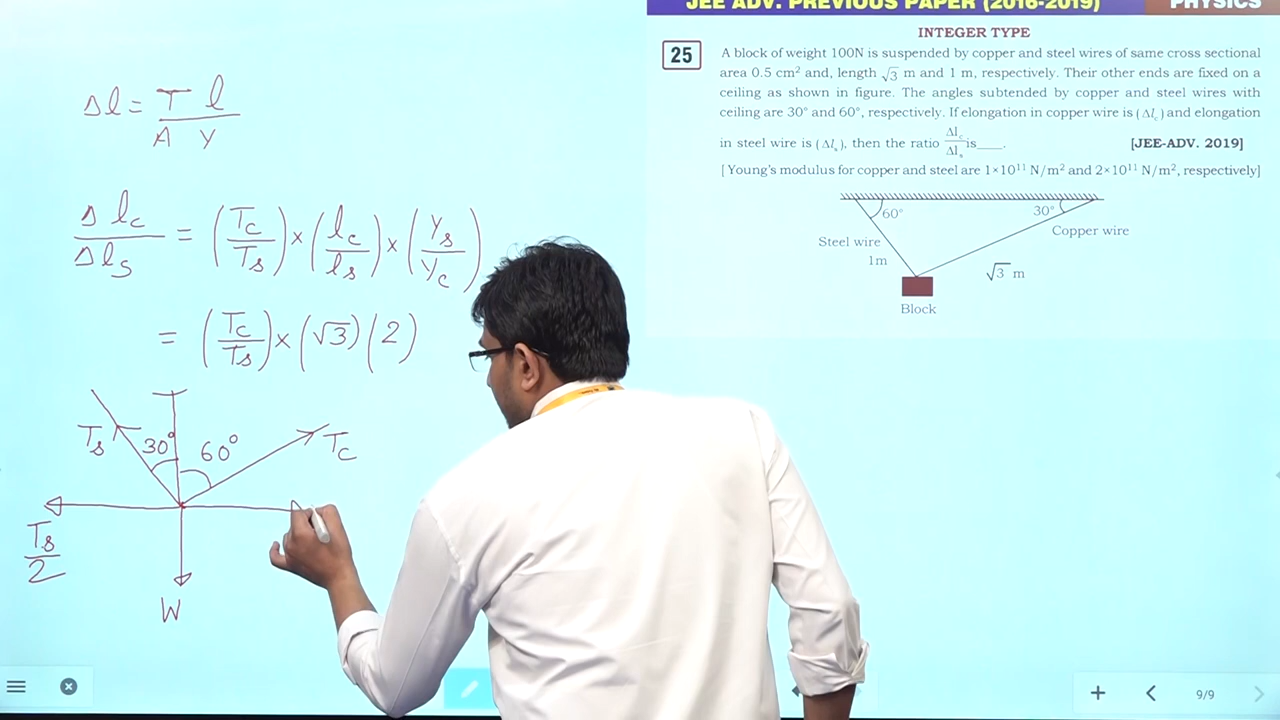 JEE ADV. PREVIOUS PAPER (2016-2019)
PHYSICS
INTEGER TYPE
25
A block of weight 100N is suspended by copper and steel wires of same cross sectional
area 0.5 cm² and, length √3 m and 1 m, respectively. Their other ends are fixed on a
ceiling as shown in figure. The angles subtended by copper and steel wires with
ceiling are 30° and 60°, respectively. If elongation in copper wire is (Δl_c) and elongation
in steel wire is (Δl_s), then the ratio Δl_c/Δl_s is___. [JEE-ADV. 2019]
[Young's modulus for copper and steel are 1×10¹¹ N/m² and 2×10¹¹ N/m², respectively]
60° 30°
Steel wire Copper wire
1m √3 m
Block
Δl = T l / A Y
Δl_c / Δl_s = (T_c/T_s) × (l_c/l_s) × (Y_s/Y_c)
= (T_c/T_s) × (√3) (2)
T_s 30° 60° T_c
T_s/2
W
9/9